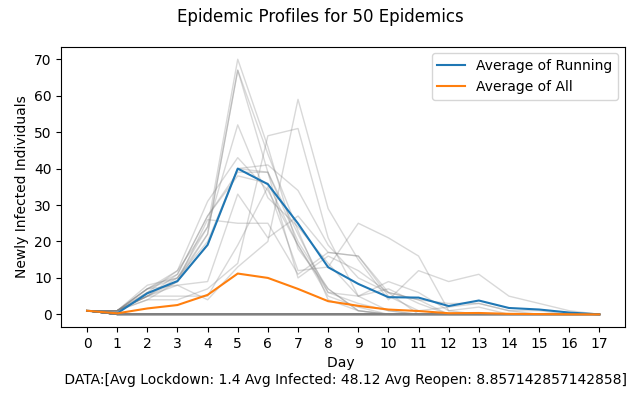 Epidemic Profiles for 50 Epidemics
70
60
50
40
30
20
10
0
Newly Infected Individuals
Average of Running
Average of All
0 1 2 3 4 5 6 7 8 9 10 11 12 13 14 15 16 17
Day
DATA:[Avg Lockdown: 1.4 Avg Infected: 48.12 Avg Reopen: 8.857142857142858]